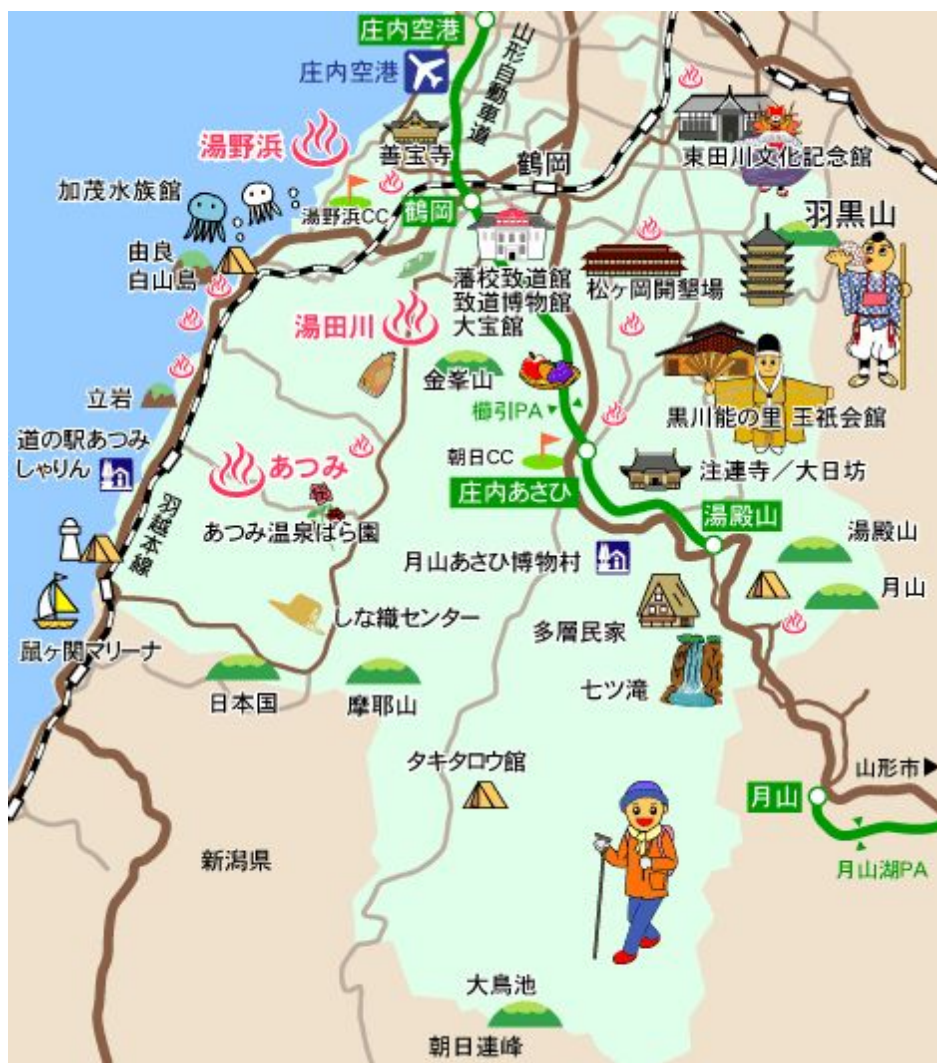 庄内空港
庄内空港
山形自動車道
湯野浜
善宝寺
鶴岡
東田川文化記念館
加茂水族館
湯野浜CC
鶴岡
羽黒山
由良
白山島
藩校致道館
致道博物館
大宝館
松ヶ岡開墾場
湯田川
金峯山
櫛引PA
立岩
黒川能の里 玉祇会館
道の駅あつみ
しゃりん
あつみ
朝日CC
庄内あさひ
注連寺/大日坊
湯殿山
あつみ温泉ばら園
羽越本線
月山あさひ博物村
湯殿山
月山
しな織センター
多層民家
鼠ヶ関マリーナ
日本国
摩耶山
七ツ滝
タキタロウ館
山形市▶
月山
新潟県
月山湖PA
大鳥池
朝日連峰